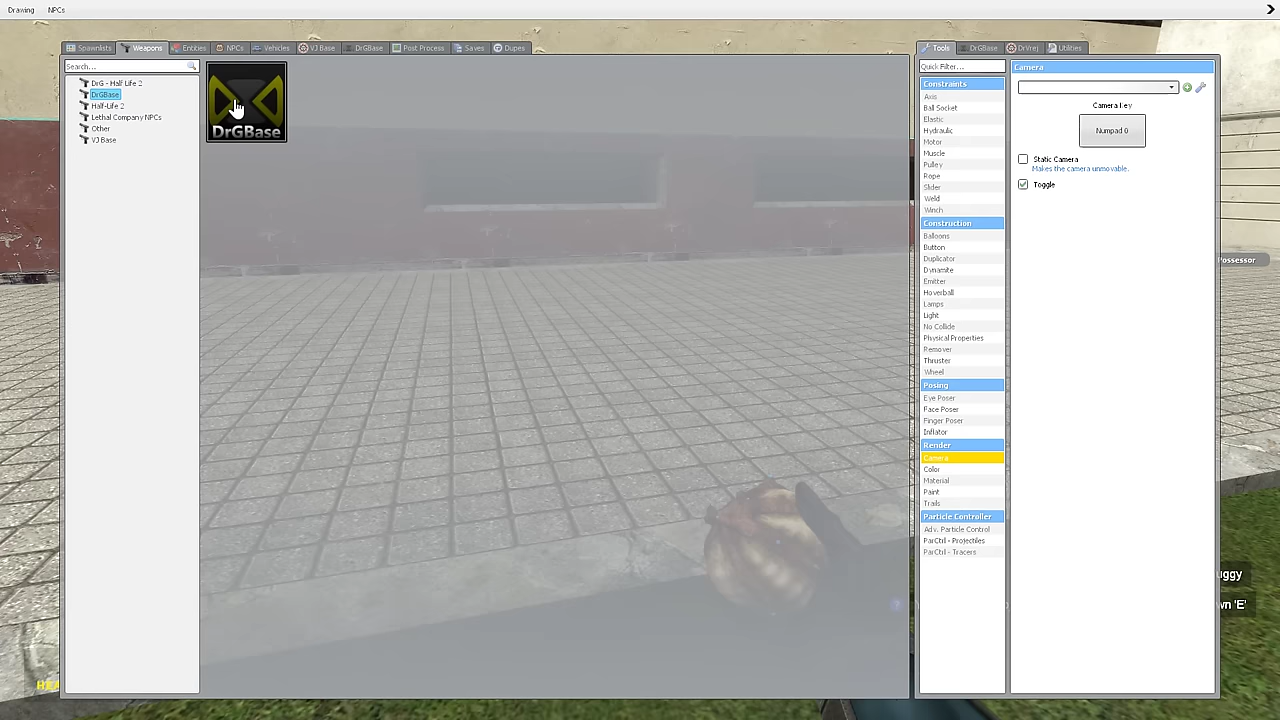 Drawing NPCs
Spawnlists Weapons Entities NPCs Vehicles VJ Base DrGBase Post Process Saves Dupes
Search...
DrG - Half Life 2
DrGBase
Half-Life 2
Lethal Company NPCs
Other
VJ Base
DrGBase
Tools DrGBase DrVrej Utilities
Quick Filter...
Constraints
Axis
Ball Socket
Elastic
Hydraulic
Motor
Muscle
Pulley
Rope
Slider
Weld
Winch
Construction
Balloons
Button
Duplicator
Dynamite
Emitter
Hoverball
Lamps
Light
No Collide
Physical Properties
Remover
Thruster
Wheel
Posing
Eye Poser
Face Poser
Finger Poser
Inflator
Render
Camera
Color
Material
Paint
Trails
Particle Controller
Adv. Particle Control
ParCtrl - Projectiles
ParCtrl - Tracers
Camera
Camera Key
Numpad 0
Static Camera
Makes the camera unmovable.
Toggle
Possessor
uggy
wn 'E'